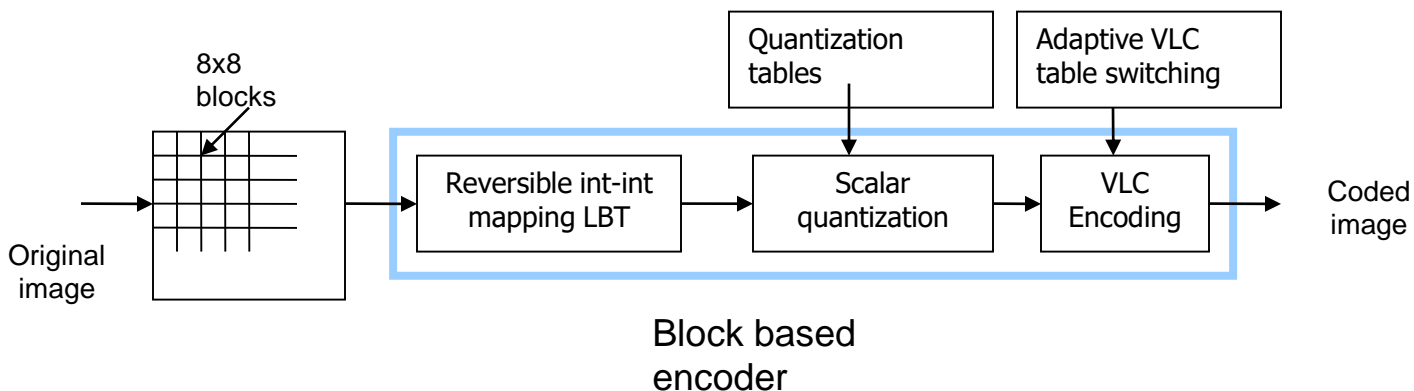 8x8
blocks
Quantization
tables
Adaptive VLC
table switching
Original
image
Reversible int-int
mapping LBT
Scalar
quantization
VLC
Encoding
Coded
image
Block based
encoder